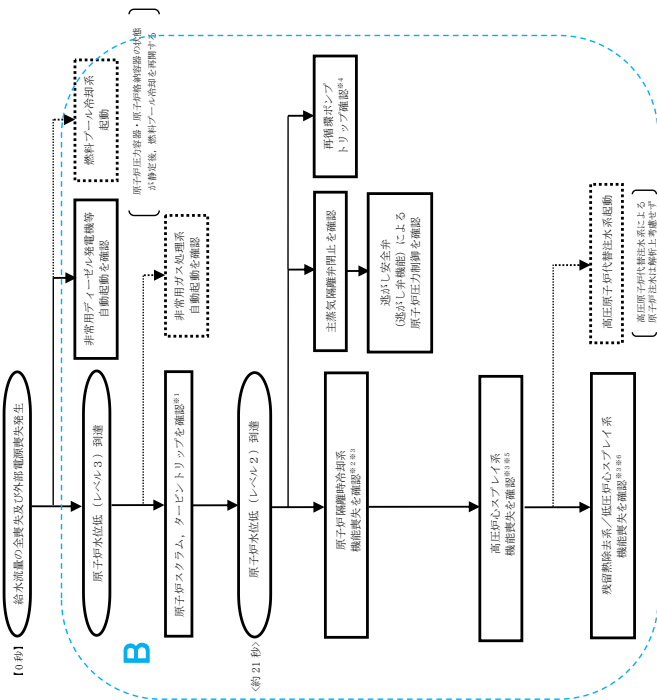 【0秒】
給水流量の全喪失及び外部電源喪失発生
非常用ディーゼル発電機等
自動起動を確認
燃料プール冷却系
起動
原子炉圧力容器・原子炉格納容器の状態
が静定後,燃料プール冷却を再開する
原子炉水位低(レベル3)到達
非常用ガス処理系
自動起動を確認
原子炉スクラム,タービントリップを確認※1
B
<約21秒>
原子炉水位低(レベル2)到達
主蒸気隔離弁閉止を確認
再循環ポンプ
トリップ確認※4
逃がし安全弁
(逃がし弁機能)による
原子炉圧力制御を確認
原子炉隔離時冷却系
機能喪失を確認※2※3
高圧炉心スプレイ系
機能喪失を確認※3※5
高圧原子炉代替注水系起動
高圧原子炉代替注水系による
原子炉注水は解析上考慮せず
残留熱除去系/低圧炉心スプレイ系
機能喪失を確認※3※6